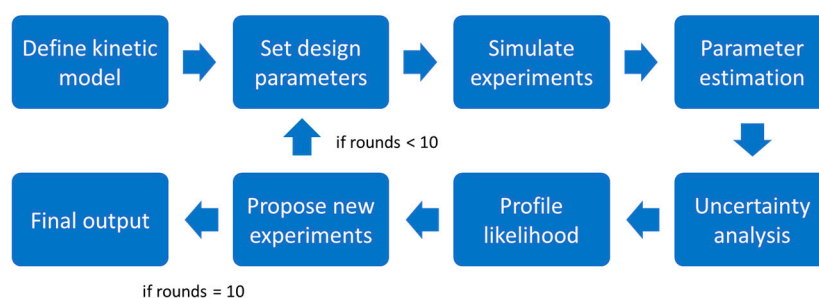 Define kinetic
model
Set design
parameters
Simulate
experiments
Parameter
estimation
if rounds < 10
Final output
Propose new
experiments
Profile
likelihood
Uncertainty
analysis
if rounds = 10